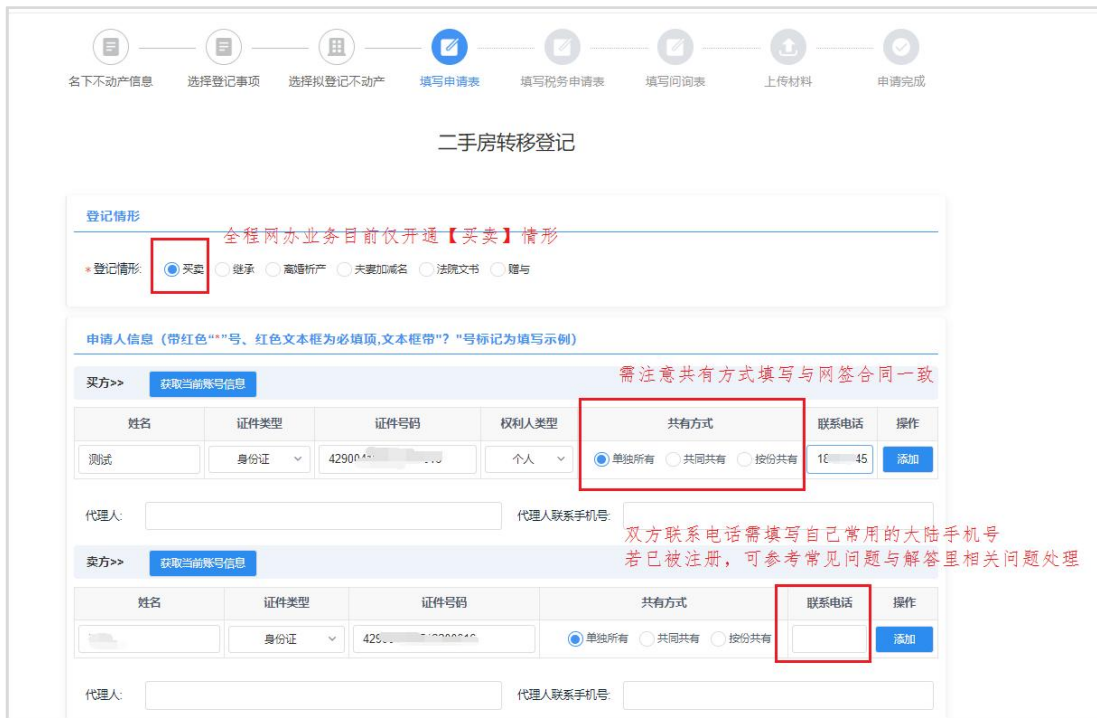 名下不动产信息 选择登记事项 选择拟登记不动产 填写申请表 填写税务申请表 填写问询表 上传材料 申请完成
二手房转移登记
登记情形
全程网办业务目前仅开通【买卖】情形
*登记情形: 买卖 继承 离婚析产 夫妻加减名 法院文书 赠与
申请人信息（带红色“*”号、红色文本框为必填项,文本框带"？"号标记为填写示例）
需注意共有方式填写与网签合同一致
买方>> 获取当前账号信息
姓名 证件类型 证件号码 权利人类型 共有方式 联系电话 操作
测试 身份证 个人 单独所有 共同共有 按份共有 18 45 添加
代理人: 代理人联系手机号:
双方联系电话需填写自己常用的大陆手机号
卖方>> 获取当前账号信息 若已被注册，可参考常见问题与解答里相关问题处理
姓名 证件类型 证件号码 共有方式 联系电话 操作
身份证 单独所有 共同共有 按份共有 添加
代理人: 代理人联系手机号: